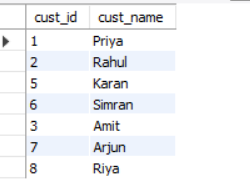 cust_id cust_name
1 Priya
2 Rahul
5 Karan
6 Simran
3 Amit
7 Arjun
8 Riya